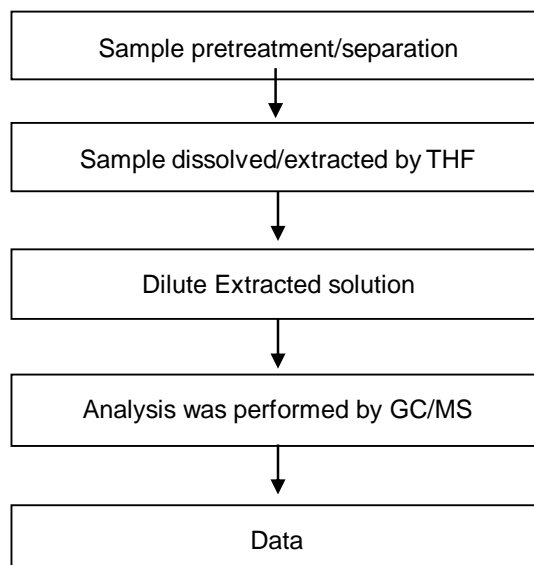 Sample pretreatment/separation
Sample dissolved/extracted by THF
Dilute Extracted solution
Analysis was performed by GC/MS
Data